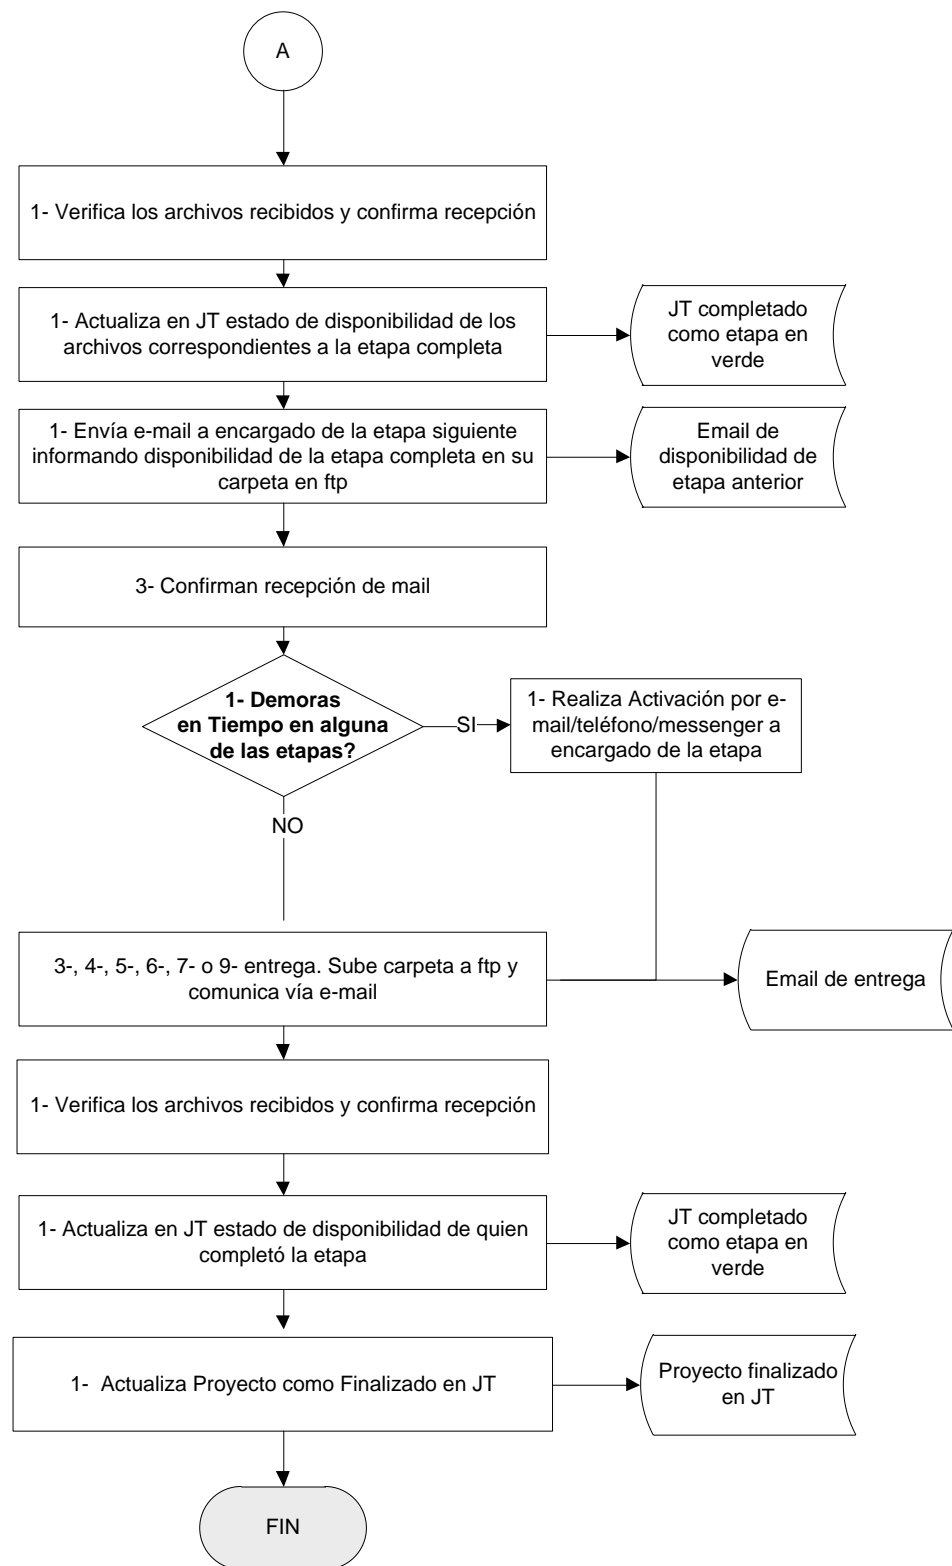 A
1- Verifica los archivos recibidos y confirma recepción
1- Actualiza en JT estado de disponibilidad de los
archivos correspondientes a la etapa completa
JT completado
como etapa en
verde
1- Envía e-mail a encargado de la etapa siguiente
informando disponibilidad de la etapa completa en su
carpeta en ftp
Email de
disponibilidad de
etapa anterior
3- Confirman recepción de mail
1- Demoras
en Tiempo en alguna
de las etapas?
SI
1- Realiza Activación por e-
mail/teléfono/messenger a
encargado de la etapa
NO
3-, 4-, 5-, 6-, 7- o 9- entrega. Sube carpeta a ftp y
comunica vía e-mail
Email de entrega
1- Verifica los archivos recibidos y confirma recepción
1- Actualiza en JT estado de disponibilidad de quien
completó la etapa
JT completado
como etapa en
verde
1- Actualiza Proyecto como Finalizado en JT
Proyecto finalizado
en JT
FIN